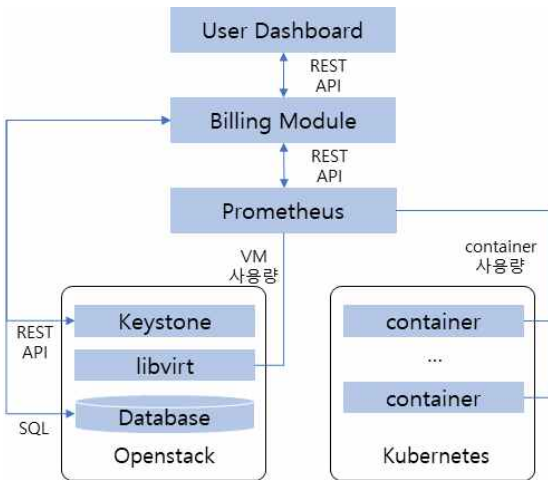 User Dashboard
REST
API
Billing Module
REST
API
Prometheus
VM
사용량
container
사용량
Keystone
REST
API
libvirt
SQL
Database
Openstack
container
...
container
Kubernetes